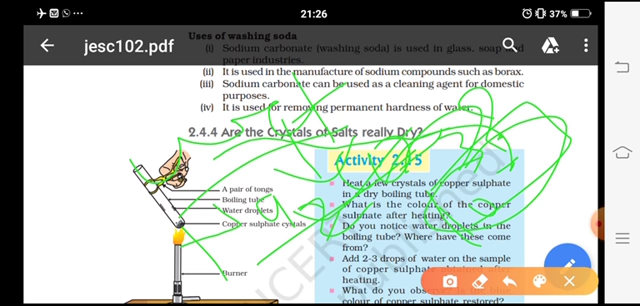 21:26
37%
jesc102.pdf
Uses of washing soda
(i) Sodium carbonate (washing soda) is used in glass, soap and
paper industries.
(ii) It is used in the manufacture of sodium compounds such as borax.
(iii) Sodium carbonate can be used as a cleaning agent for domestic
purposes.
(iv) It is used for removing permanent hardness of water.
2.4.4 Are the Crystals of Salts really Dry?
A pair of tongs
Boiling tube
Water droplets
Copper sulphate crystals
Burner
Activity 2.15
Heat a few crystals of copper sulphate
in a dry boiling tube.
What is the colour of the copper
sulphate after heating?
Do you notice water droplets in the
boiling tube? Where have these come
from?
Add 2-3 drops of water on the sample
of copper sulphate obtained after
heating.
What do you observe?
colour of copper sulphate restored?